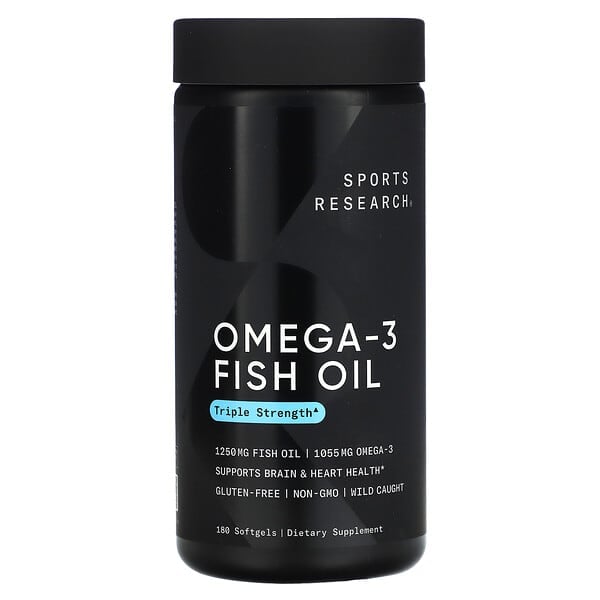 SPORTS
RESEARCH®
OMEGA-3
FISH OIL
Triple Strength▲
1250MG FISH OIL | 1055MG OMEGA-3
SUPPORTS BRAIN & HEART HEALTH*
GLUTEN-FREE | NON-GMO | WILD CAUGHT
180 Softgels | Dietary Supplement